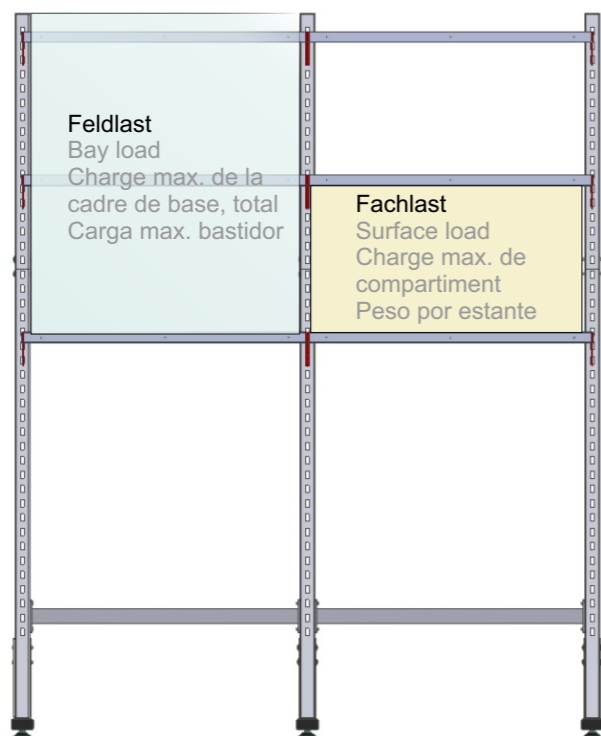 Feldlast
Bay load
Charge max. de la
cadre de base, total
Carga max. bastidor
Fachlast
Surface load
Charge max. de
compartiment
Peso por estante